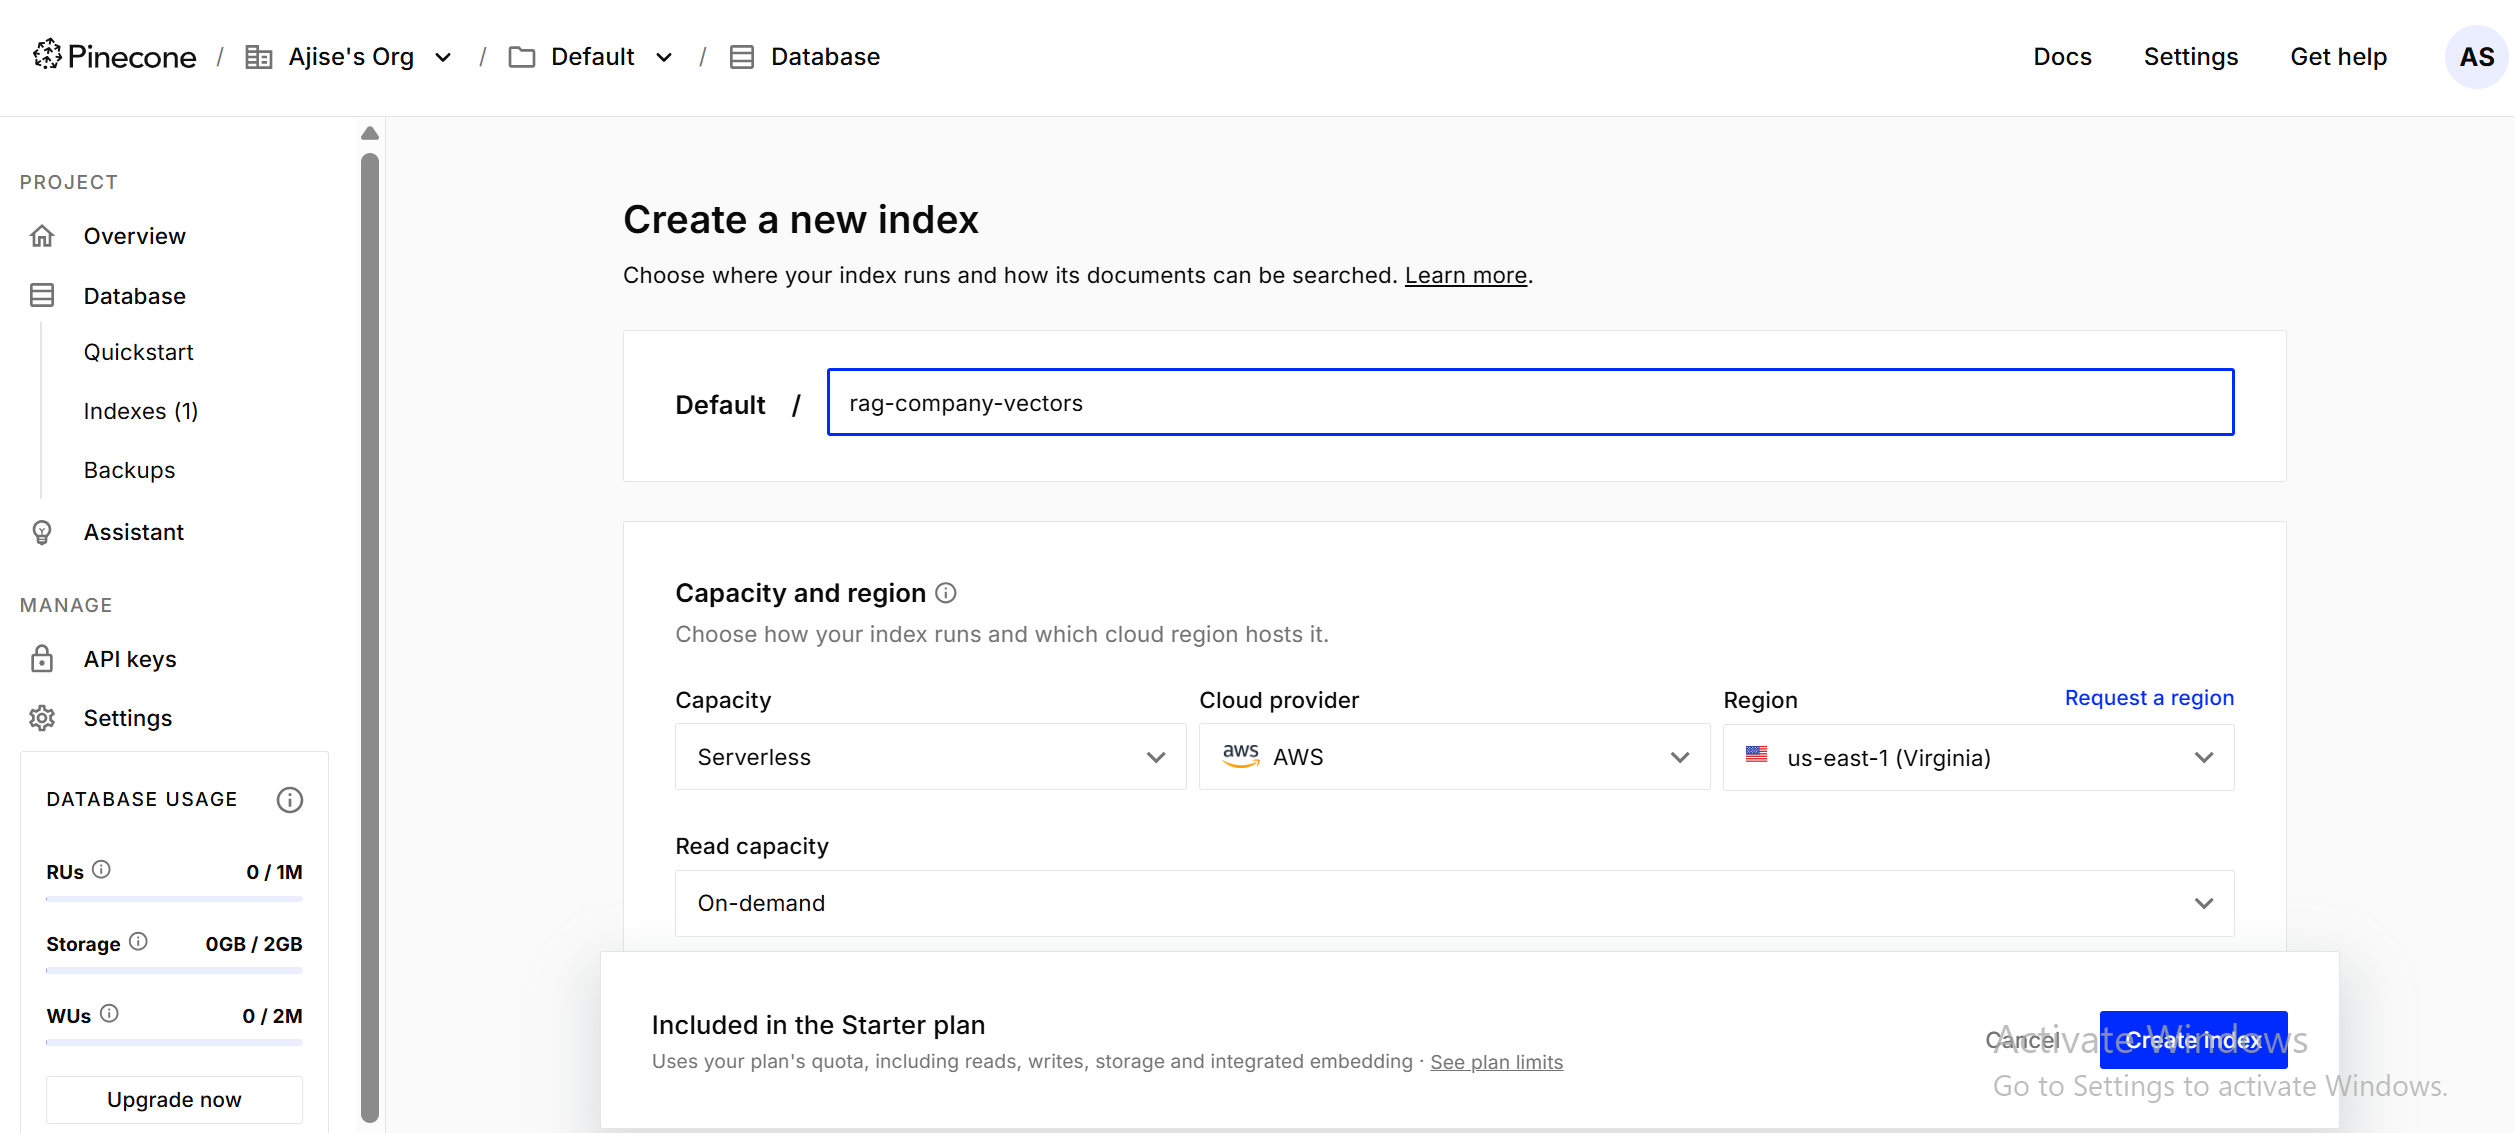 Pinecone / Ajise's Org / Default / Database
Docs Settings Get help AS
PROJECT
Overview
Database
Quickstart
Indexes (1)
Backups
Assistant
MANAGE
API keys
Settings
DATABASE USAGE
RUs 0 / 1M
Storage 0GB / 2GB
WUs 0 / 2M
Upgrade now
Create a new index
Choose where your index runs and how its documents can be searched. Learn more.
Default / rag-company-vectors
Capacity and region
Choose how your index runs and which cloud region hosts it.
Capacity
Serverless
Cloud provider
aws AWS
Region Request a region
us-east-1 (Virginia)
Read capacity
On-demand
Included in the Starter plan
Uses your plan's quota, including reads, writes, storage and integrated embedding · See plan limits
Cancel Create index
Activate Windows
Go to Settings to activate Windows.